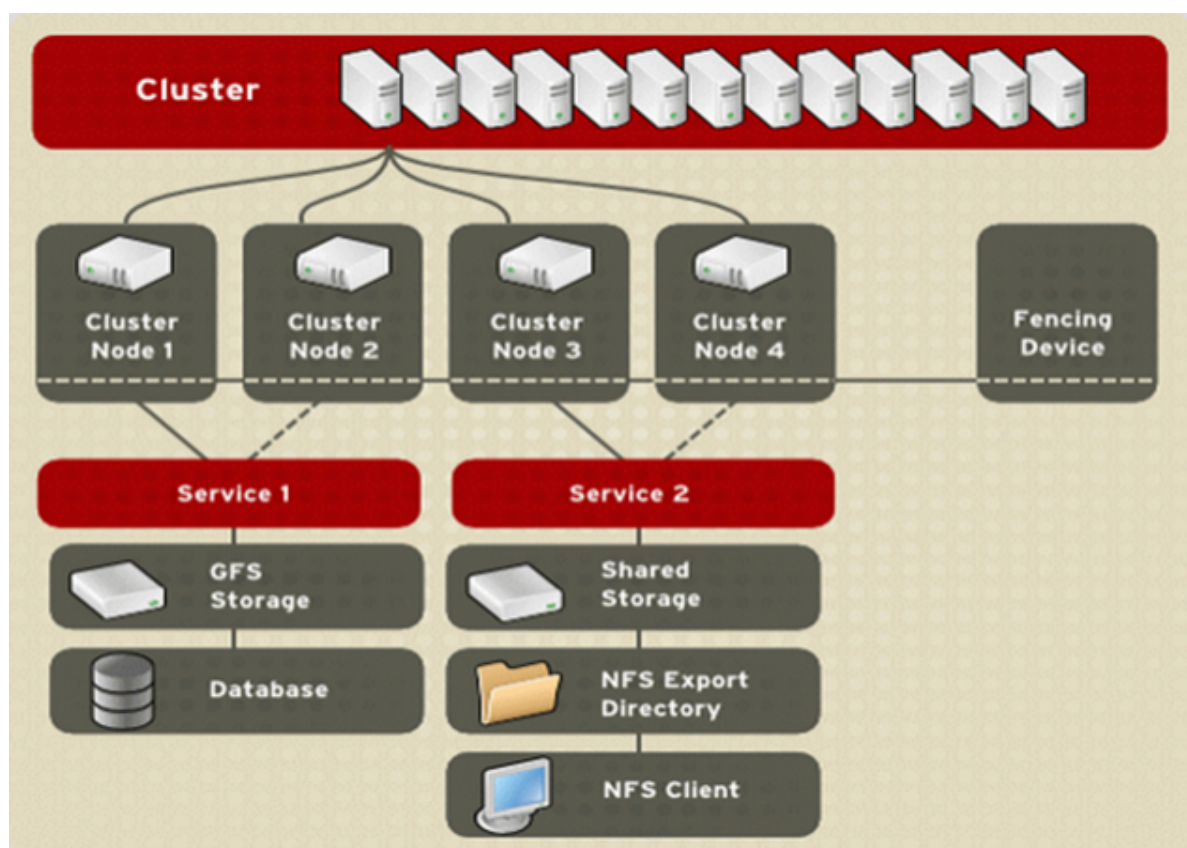 Cluster
Cluster
Node 1
Cluster
Node 2
Cluster
Node 3
Cluster
Node 4
Fencing
Device
Service 1
Service 2
GFS
Storage
Shared
Storage
Database
NFS Export
Directory
NFS Client